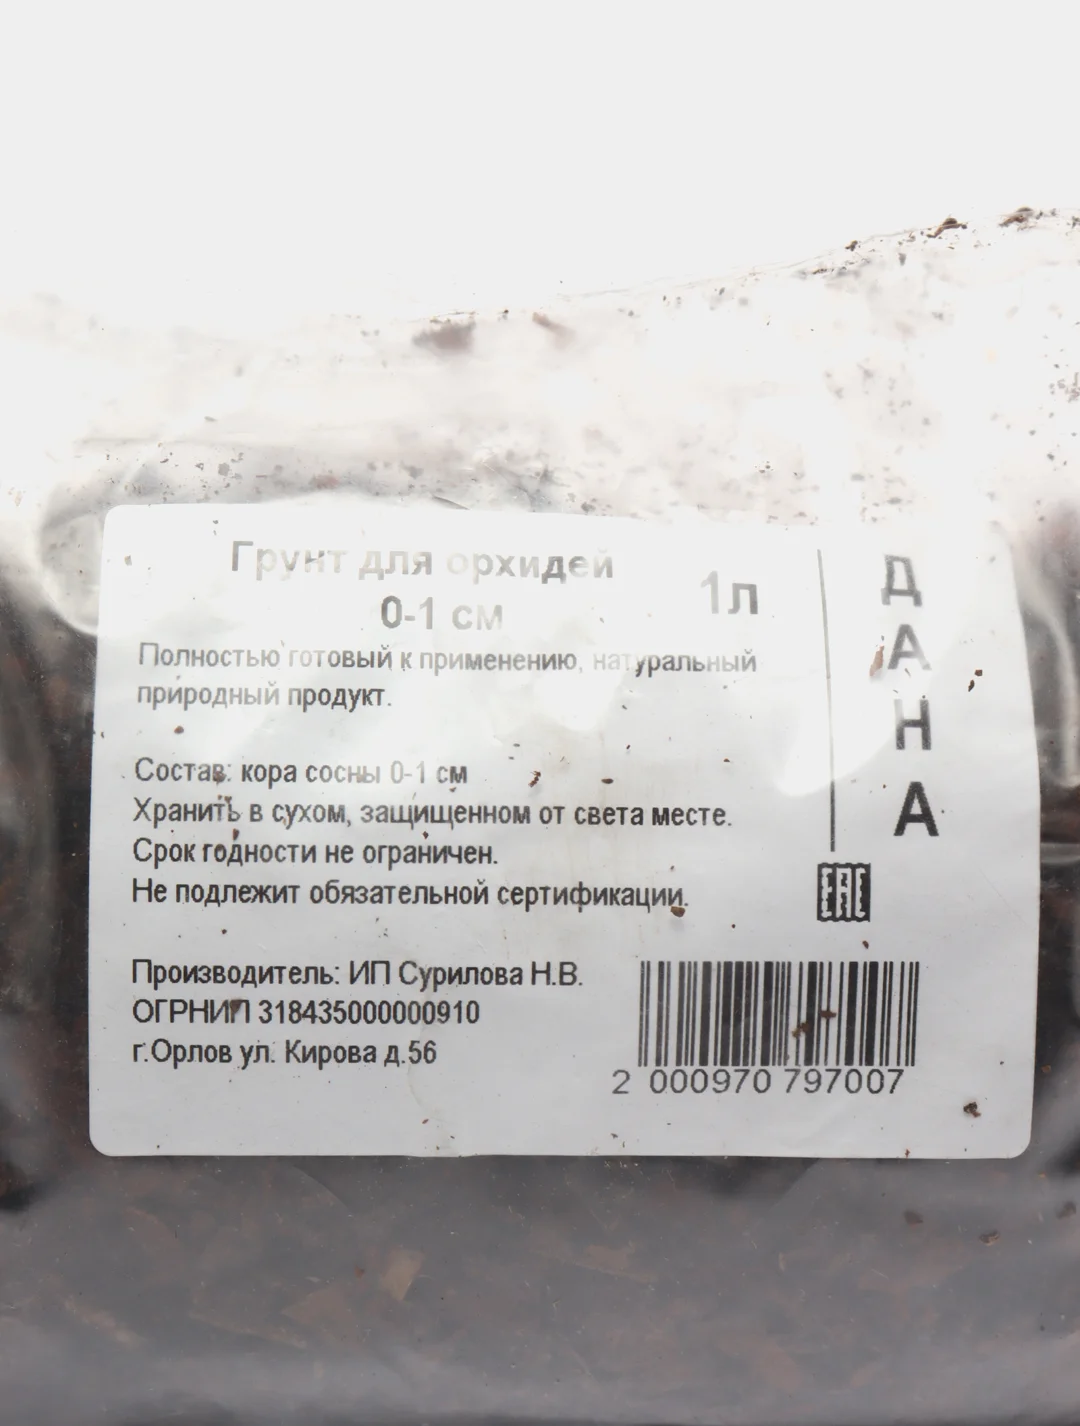 Грунт для орхидей
0-1 см
1л
Полностью готовый к применению, натуральный
природный продукт.
Состав: кора сосны 0-1 см
Хранить в сухом, защищенном от света месте.
Срок годности не ограничен.
Не подлежит обязательной сертификации.
Производитель: ИП Сурилова Н.В.
ОГРНИП 318435000000910
г.Орлов ул. Кирова д.56
Д
А
Н
А
EAC
2 000970 797007